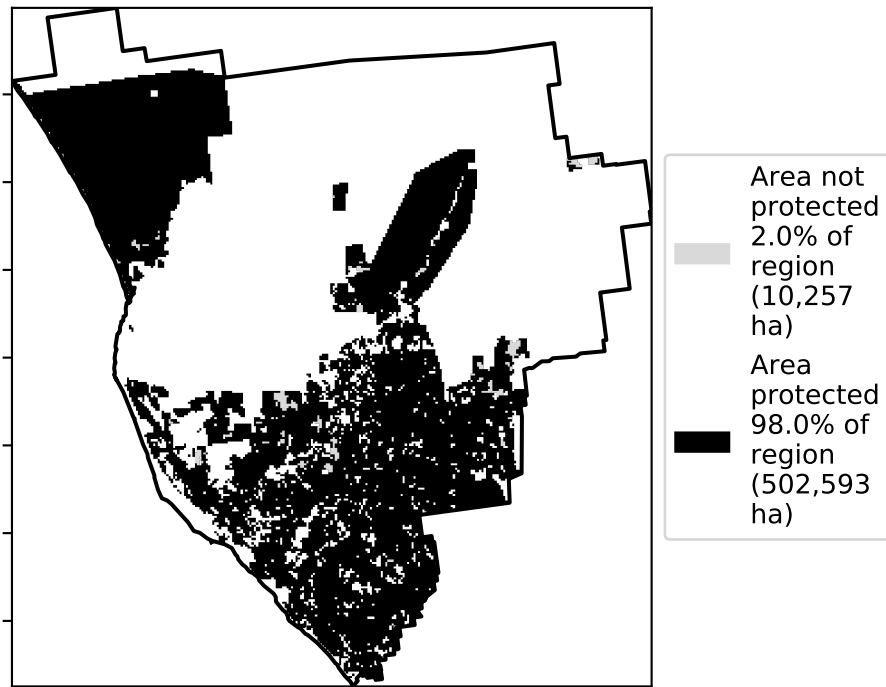 Area not
protected
2.0% of
region
(10,257
ha)
Area
protected
98.0% of
region
(502,593
ha)